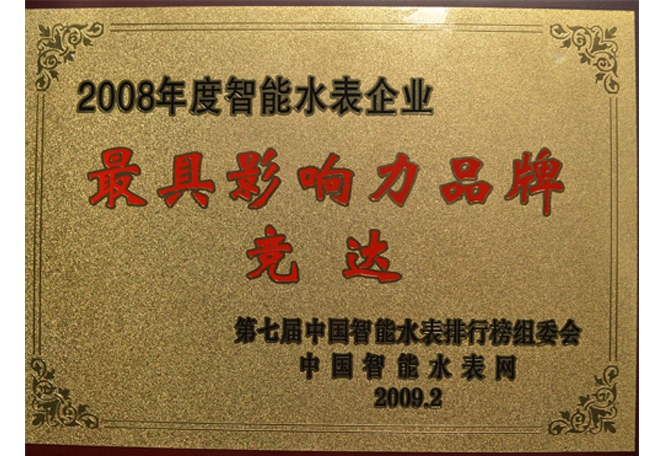 2008年度智能水表企业
最具影响力品牌
竞达
第七届中国智能水表排行榜组委会
中国智能水表网
2009.2